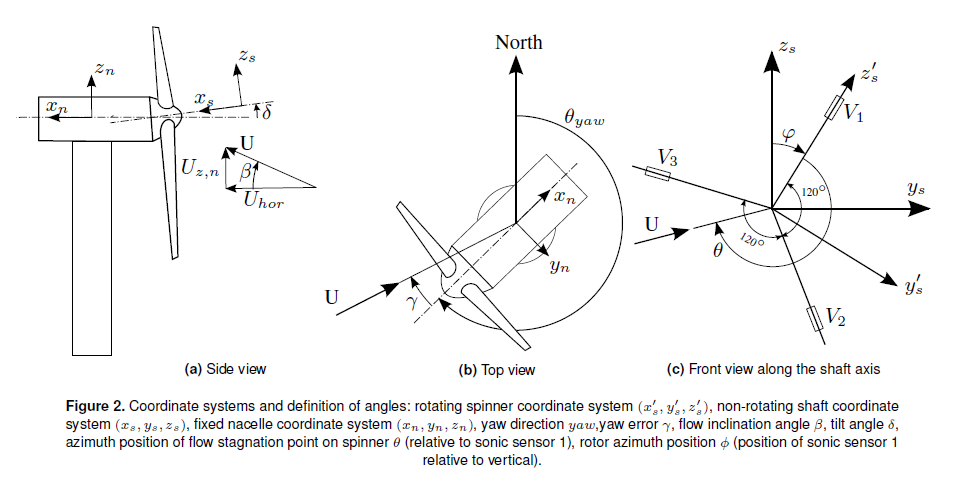 z_n
x_n
x_s
z_s
δ
U
U_{z,n}
β
U_{hor}
(a) Side view
North
θ_{yaw}
x_n
y_n
U
γ
(b) Top view
z_s
z'_s
V_1
φ
V_3
120°
y_s
U
θ
120°
y'_s
V_2
(c) Front view along the shaft axis
Figure 2. Coordinate systems and definition of angles: rotating spinner coordinate system (x'_s, y'_s, z'_s), non-rotating shaft coordinate
system (x_s, y_s, z_s), fixed nacelle coordinate system (x_n, y_n, z_n), yaw direction yaw,yaw error γ, flow inclination angle β, tilt angle δ,
azimuth position of flow stagnation point on spinner θ (relative to sonic sensor 1), rotor azimuth position ϕ (position of sonic sensor 1
relative to vertical).